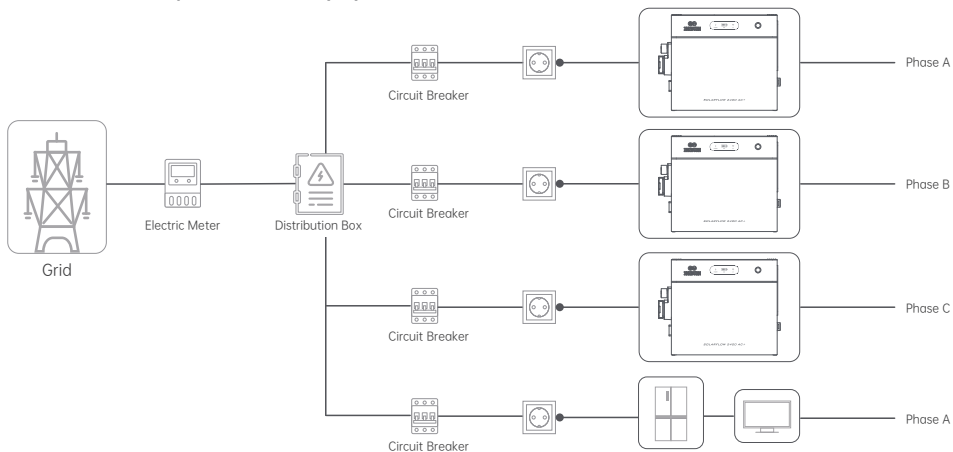 Phase A
Circuit Breaker
Phase B
Circuit Breaker
Electric Meter
Distribution Box
Grid
Phase C
Circuit Breaker
Phase A
Circuit Breaker